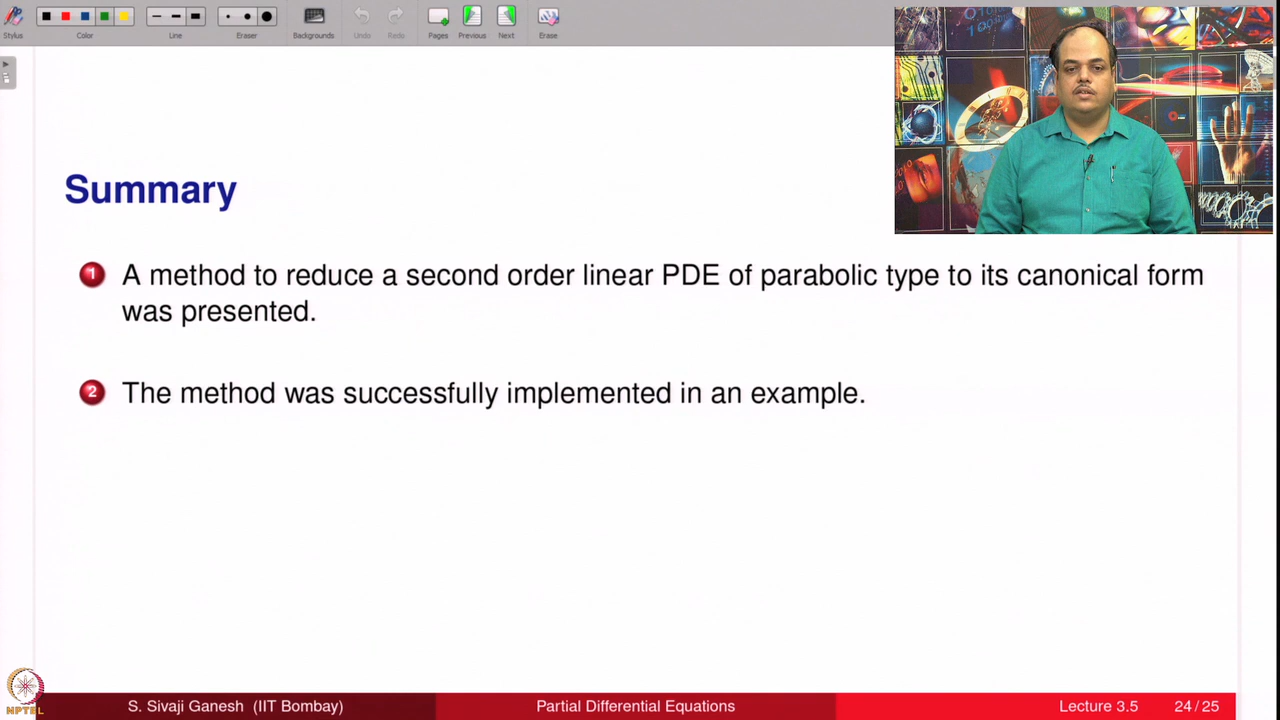 Stylus
Color
Line
Eraser
Backgrounds
Undo
Redo
Pages
Previous
Next
Erase
Summary
1 A method to reduce a second order linear PDE of parabolic type to its canonical form
was presented.
2 The method was successfully implemented in an example.
NPTEL
S. Sivaji Ganesh (IIT Bombay)
Partial Differential Equations
Lecture 3.5
24/25